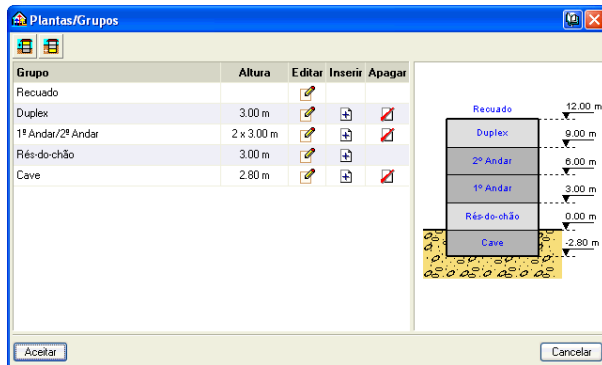 Plantas/Grupos
Grupo Altura Editar Inserir Apagar
Recuado
Duplex 3.00 m
1º Andar/2º Andar 2 x 3.00 m
Rés-do-chão 3.00 m
Cave 2.80 m
Recuado 12.00 m
Duplex 9.00 m
2º Andar 6.00 m
1º Andar 3.00 m
Rés-do-chão 0.00 m
Cave -2.80 m
Aceitar Cancelar